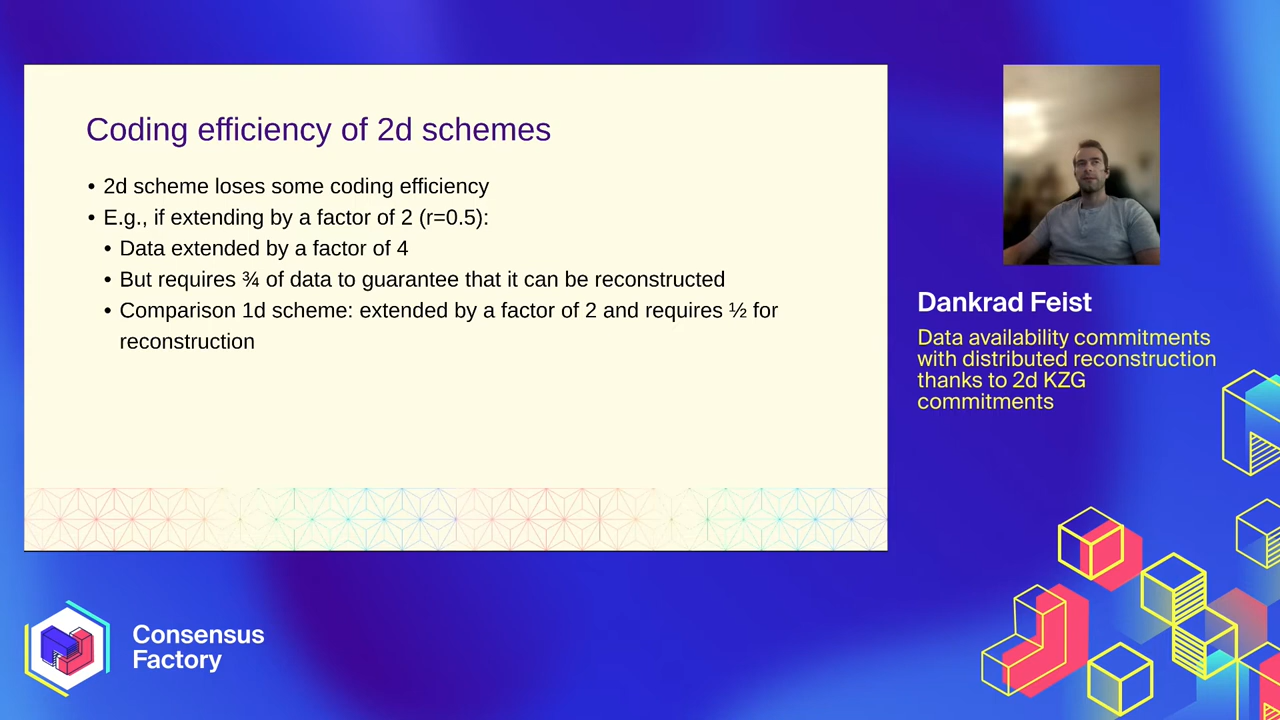 Coding efficiency of 2d schemes
• 2d scheme loses some coding efficiency
• E.g., if extending by a factor of 2 (r=0.5):
• Data extended by a factor of 4
• But requires ¾ of data to guarantee that it can be reconstructed
• Comparison 1d scheme: extended by a factor of 2 and requires ½ for
reconstruction
Dankrad Feist
Data availability commitments
with distributed reconstruction
thanks to 2d KZG
commitments
Consensus
Factory